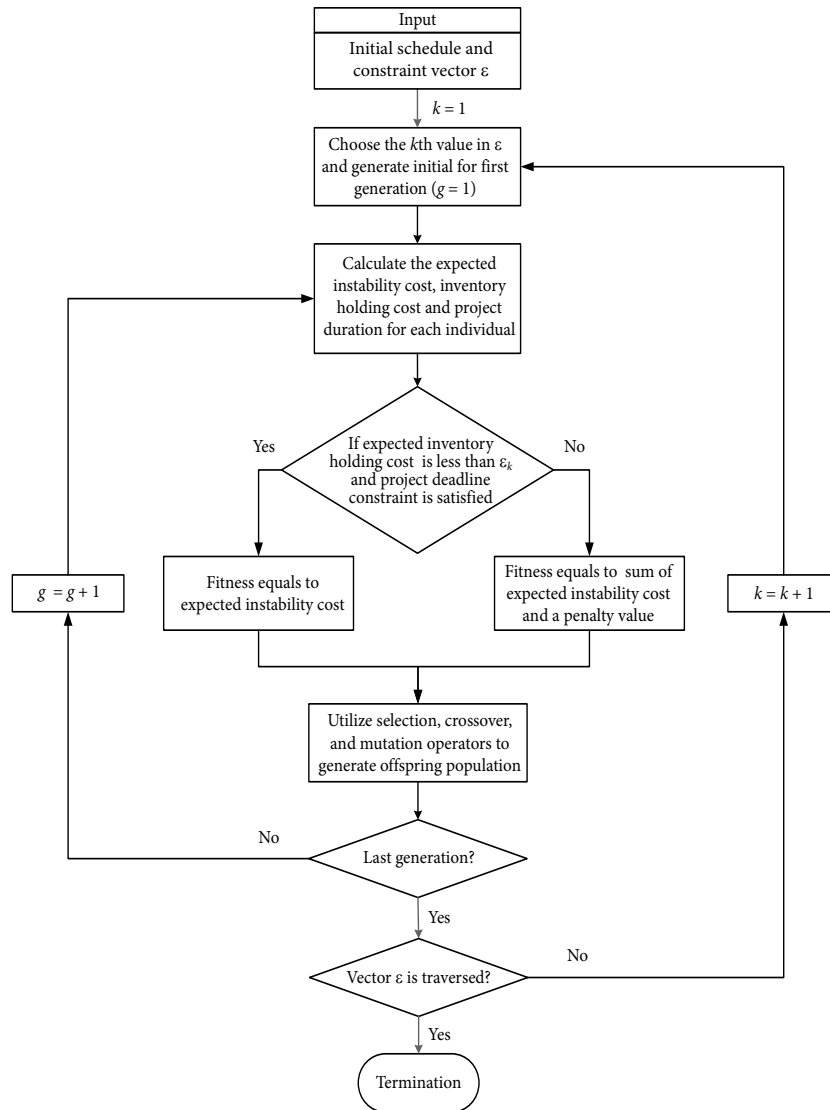 Input
Initial schedule and
constraint vector ε
k = 1
Choose the kth value in ε
and generate initial for first
generation (g = 1)
Calculate the expected
instability cost, inventory
holding cost and project
duration for each individual
Yes
If expected inventory
holding cost is less than εk
and project deadline
constraint is satisfied
No
g = g + 1
Fitness equals to
expected instability cost
Fitness equals to sum of
expected instability cost
and a penalty value
k = k + 1
Utilize selection, crossover,
and mutation operators to
generate offspring population
No
Last generation?
Yes
Vector ε is traversed?
No
Yes
Termination